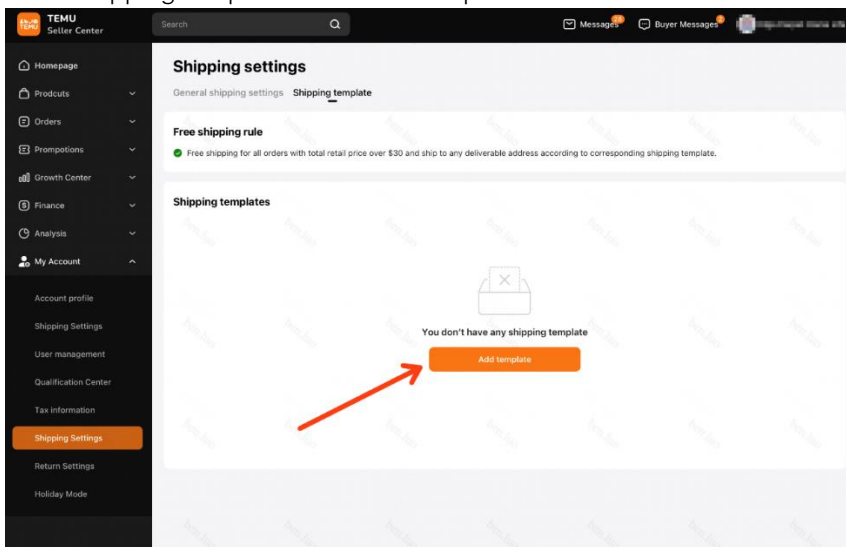 TEMU
Seller Center
Search
Messages
Buyer Messages
Homepage
Prodcuts
Orders
Prompotions
Growth Center
Finance
Analysis
My Account
Account profile
Shipping Settings
User management
Qualification Center
Tax information
Shipping Settings
Return Settings
Holiday Mode
Shipping settings
General shipping settings Shipping template
Free shipping rule
Free shipping for all orders with total retail price over $30 and ship to any deliverable address according to corresponding shipping template.
Shipping templates
You don't have any shipping template
Add template